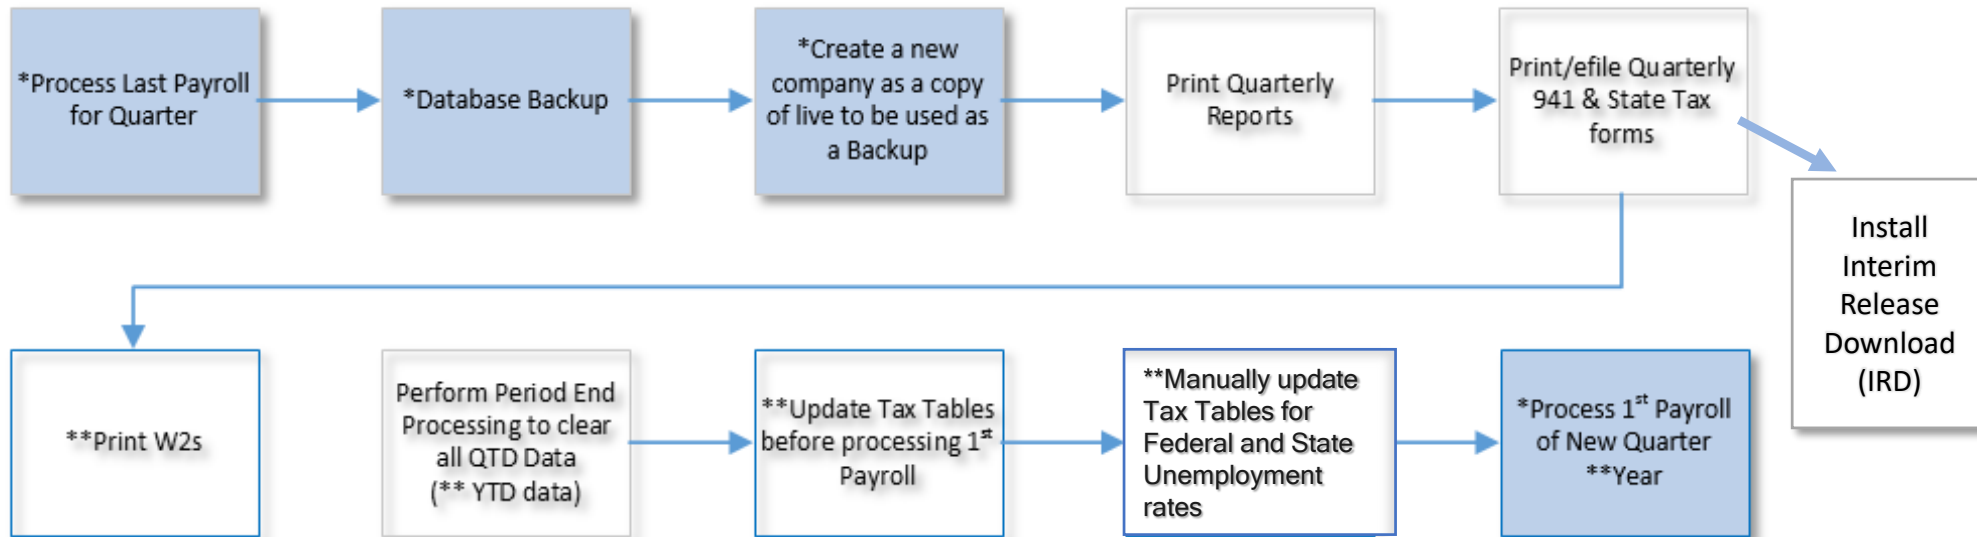 *Process Last Payroll
for Quarter
*Database Backup
*Create a new
company as a copy
of live to be used as
a Backup
Print Quarterly
Reports
Print/efile Quarterly
941 & State Tax
forms
Install
Interim
Release
Download
(IRD)
**Print W2s
Perform Period End
Processing to clear
all QTD Data
(** YTD data)
**Update Tax Tables
before processing 1st
Payroll
**Manually update
Tax Tables for
Federal and State
Unemployment
rates
*Process 1st Payroll
of New Quarter
**Year